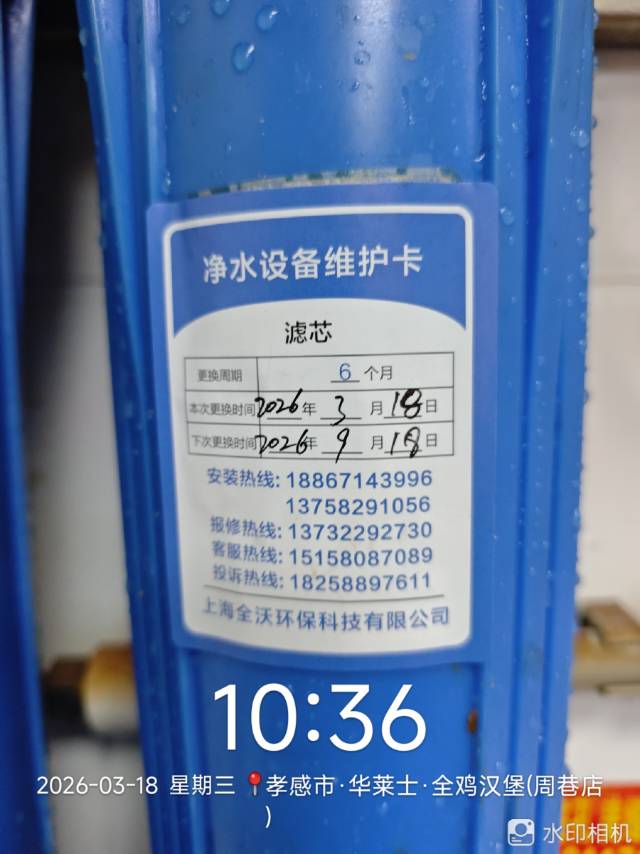 净水设备维护卡
滤芯
更换周期 6 个月
本次更换时间 2026 年 3 月 18 日
下次更换时间 2026 年 9 月 18 日
安装热线: 18867143996
13758291056
报修热线: 13732292730
客服热线: 15158087089
投诉热线: 18258897611
上海全沃环保科技有限公司
10:36
2026-03-18 星期三 📍孝感市·华莱士·全鸡汉堡(周巷店
)
水印相机